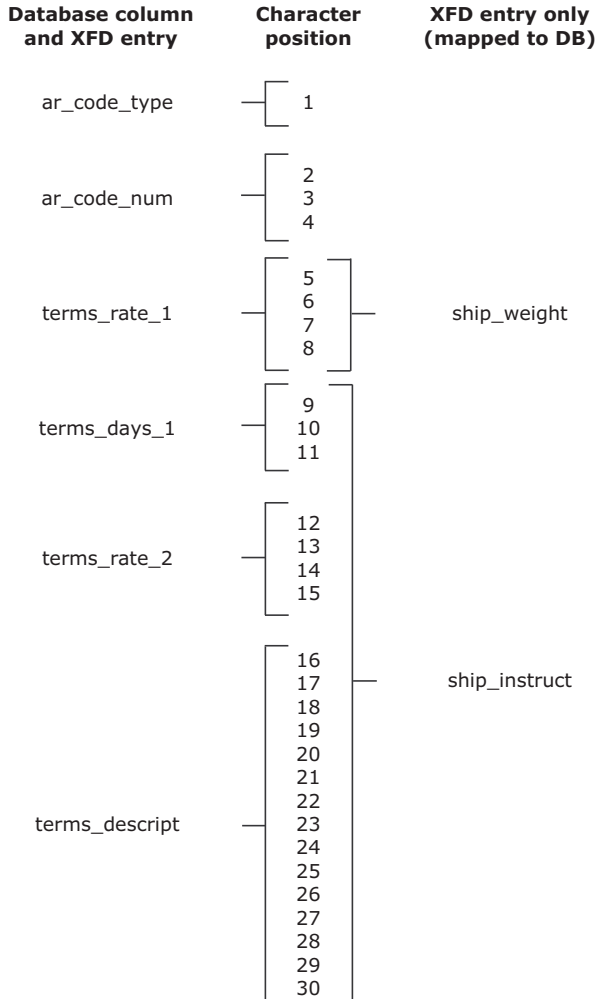 Database column and XFD entry
Character position
XFD entry only (mapped to DB)
ar_code_type
1
ar_code_num
2
3
4
terms_rate_1
5
6
7
8
ship_weight
terms_days_1
9
10
11
terms_rate_2
12
13
14
15
ship_instruct
terms_descript
16
17
18
19
20
21
22
23
24
25
26
27
28
29
30